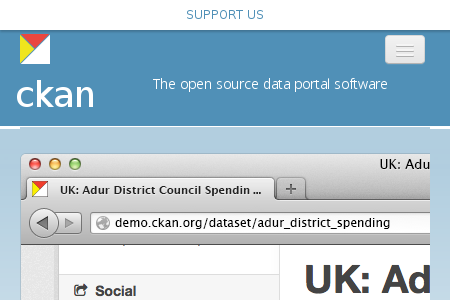 SUPPORT US
ckan
The open source data portal software
UK: Adu
UK: Adur District Council Spendin ...
demo.ckan.org/dataset/adur_district_spending
Social
UK: Ad